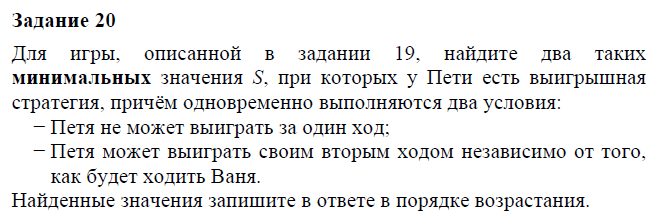 Задание 20
Для игры, описанной в задании 19, найдите два таких
минимальных значения S, при которых у Пети есть выигрышная
стратегия, причём одновременно выполняются два условия:
− Петя не может выиграть за один ход;
− Петя может выиграть своим вторым ходом независимо от того,
как будет ходить Ваня.
Найденные значения запишите в ответе в порядке возрастания.